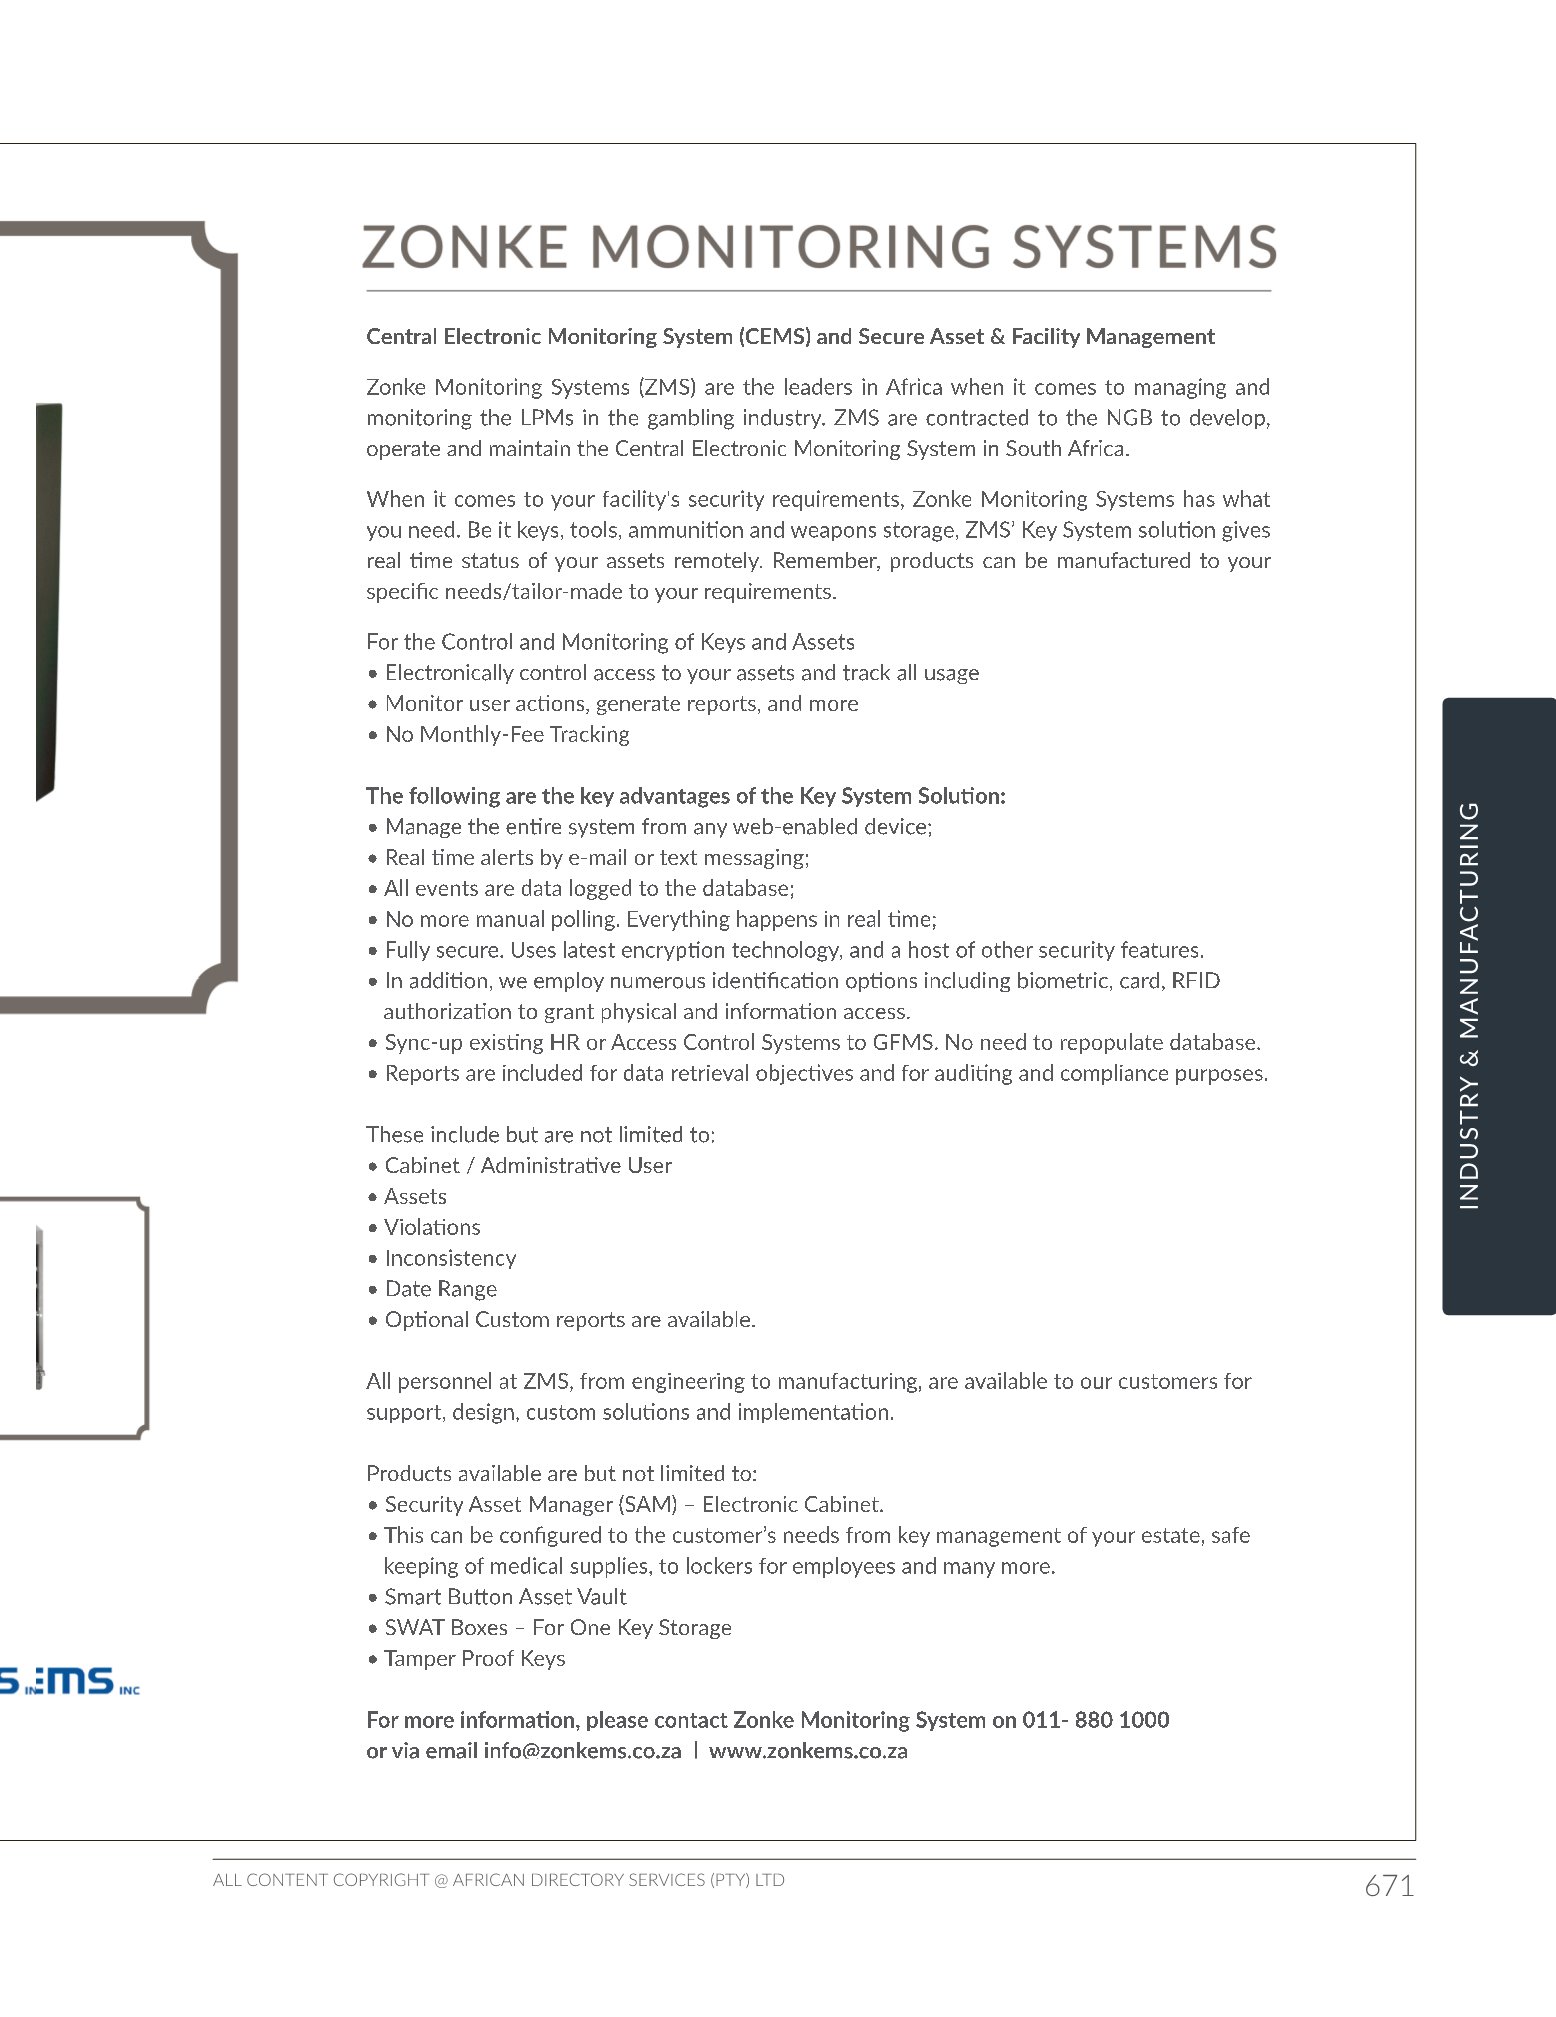 ZONKE MONITORING SYSTEMS
Central Electronic Monitoring System (CEMS) and Secure Asset & Facility Management
Zonke Monitoring Systems (ZMS) are the leaders in Africa when it comes to managing and
monitoring the LPMs in the gambling industry. ZMS are contracted to the NGB to develop,
operate and maintain the Central Electronic Monitoring System in South Africa.
When it comes to your facility's security requirements, Zonke Monitoring Systems has what
you need. Be it keys, tools, ammunition and weapons storage, ZMS’ Key System solution gives
real time status of your assets remotely. Remember, products can be manufactured to your
specific needs/tailor-made to your requirements.
For the Control and Monitoring of Keys and Assets
• Electronically control access to your assets and track all usage
• Monitor user actions, generate reports, and more
• No Monthly-Fee Tracking
The following are the key advantages of the Key System Solution:
• Manage the entire system from any web-enabled device;
• Real time alerts by e-mail or text messaging;
• All events are data logged to the database;
• No more manual polling. Everything happens in real time;
• Fully secure. Uses latest encryption technology, and a host of other security features.
• In addition, we employ numerous identification options including biometric, card, RFID
authorization to grant physical and information access.
• Sync-up existing HR or Access Control Systems to GFMS. No need to repopulate database.
• Reports are included for data retrieval objectives and for auditing and compliance purposes.
These include but are not limited to:
• Cabinet / Administrative User
• Assets
• Violations
• Inconsistency
• Date Range
• Optional Custom reports are available.
All personnel at ZMS, from engineering to manufacturing, are available to our customers for
support, design, custom solutions and implementation.
Products available are but not limited to:
• Security Asset Manager (SAM) – Electronic Cabinet.
• This can be configured to the customer’s needs from key management of your estate, safe
keeping of medical supplies, to lockers for employees and many more.
• Smart Button Asset Vault
• SWAT Boxes – For One Key Storage
• Tamper Proof Keys
For more information, please contact Zonke Monitoring System on 011- 880 1000
or via email info@zonkems.co.za | www.zonkems.co.za
INDUSTRY & MANUFACTURING
ALL CONTENT COPYRIGHT @ AFRICAN DIRECTORY SERVICES (PTY) LTD
671